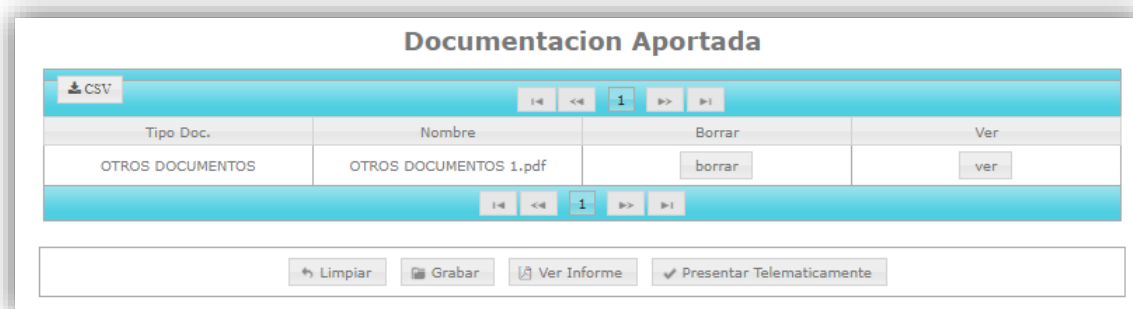 Documentacion Aportada
CSV
1
Tipo Doc. Nombre Borrar Ver
OTROS DOCUMENTOS OTROS DOCUMENTOS 1.pdf borrar ver
1
Limpiar Grabar Ver Informe Presentar Telematicamente